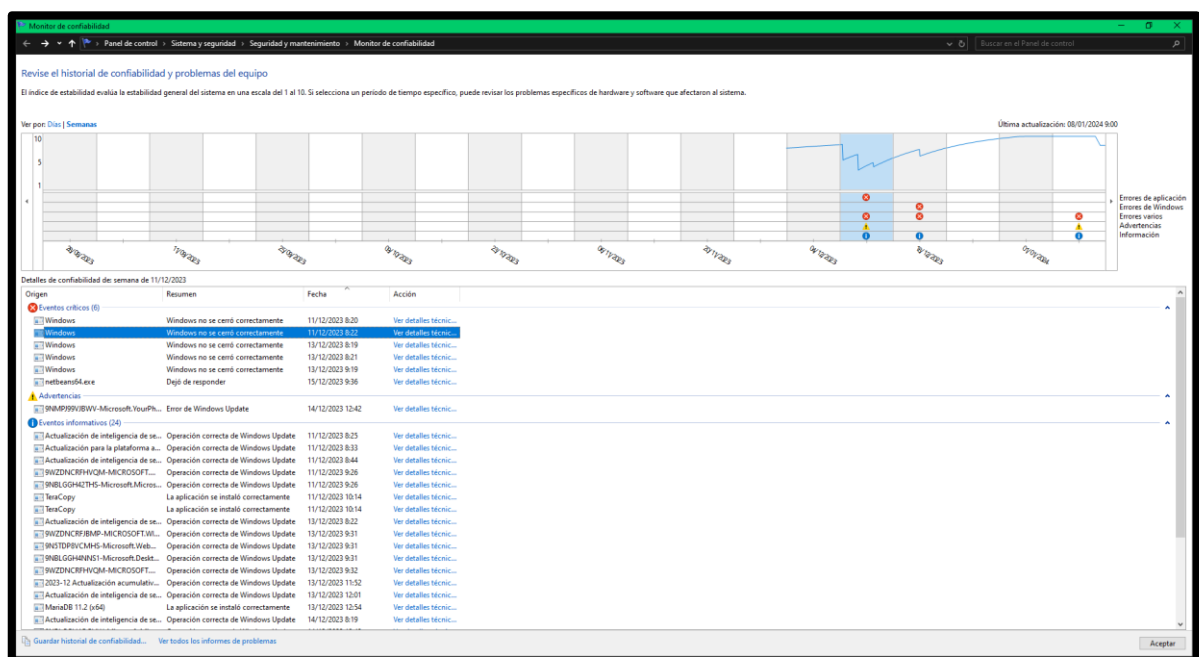 Monitor de confiabilidad
Panel de control > Sistema y seguridad > Seguridad y mantenimiento > Monitor de confiabilidad
Buscar en el Panel de control
Revise el historial de confiabilidad y problemas del equipo
El índice de estabilidad evalúa la estabilidad general del sistema en una escala del 1 al 10. Si selecciona un período de tiempo específico, puede revisar los problemas específicos de hardware y software que afectaron al sistema.
Ver por: Días | Semanas
Última actualización: 08/01/2024 9:00
10
5
1
Errores de aplicación
Errores de Windows
Errores varios
Advertencias
Información
Detalles de confiabilidad de: semana de 11/12/2023
Origen Resumen Fecha Acción
Eventos críticos (6)
Windows Windows no se cerró correctamente 11/12/2023 8:20 Ver detalles técnic...
Windows Windows no se cerró correctamente 11/12/2023 8:22 Ver detalles técnic...
Windows Windows no se cerró correctamente 13/12/2023 8:19 Ver detalles técnic...
Windows Windows no se cerró correctamente 13/12/2023 8:21 Ver detalles técnic...
Windows Windows no se cerró correctamente 13/12/2023 9:19 Ver detalles técnic...
netbeans64.exe Dejó de responder 15/12/2023 9:36 Ver detalles técnic...
Advertencias
9NMPJ99VJBWV-Microsoft.YourPh... Error de Windows Update 14/12/2023 12:42 Ver detalles técnic...
Eventos informativos (24)
Actualización de inteligencia de se... Operación correcta de Windows Update 11/12/2023 8:25 Ver detalles técnic...
Actualización para la plataforma a... Operación correcta de Windows Update 11/12/2023 8:33 Ver detalles técnic...
Actualización de inteligencia de se... Operación correcta de Windows Update 11/12/2023 8:44 Ver detalles técnic...
9WZDNCRFHVQM-MICROSOFT.... Operación correcta de Windows Update 11/12/2023 9:26 Ver detalles técnic...
9NBLGGH42THS-Microsoft.Micros... Operación correcta de Windows Update 11/12/2023 9:26 Ver detalles técnic...
TeraCopy La aplicación se instaló correctamente 11/12/2023 10:14 Ver detalles técnic...
TeraCopy La aplicación se instaló correctamente 11/12/2023 10:14 Ver detalles técnic...
Actualización de inteligencia de se... Operación correcta de Windows Update 13/12/2023 8:22 Ver detalles técnic...
9WZDNCRFJBMP-MICROSOFT.WI... Operación correcta de Windows Update 13/12/2023 9:31 Ver detalles técnic...
9N5TDP8VCMHS-Microsoft.Web... Operación correcta de Windows Update 13/12/2023 9:31 Ver detalles técnic...
9NBLGGH4NNS1-Microsoft.Deskt... Operación correcta de Windows Update 13/12/2023 9:31 Ver detalles técnic...
9WZDNCRFHVQM-MICROSOFT.... Operación correcta de Windows Update 13/12/2023 9:32 Ver detalles técnic...
2023-12 Actualización acumulativ... Operación correcta de Windows Update 13/12/2023 11:52 Ver detalles técnic...
Actualización de inteligencia de se... Operación correcta de Windows Update 13/12/2023 12:01 Ver detalles técnic...
MariaDB 11.2 (x64) La aplicación se instaló correctamente 13/12/2023 12:54 Ver detalles técnic...
Actualización de inteligencia de se... Operación correcta de Windows Update 14/12/2023 8:19 Ver detalles técnic...
Guardar historial de confiabilidad... Ver todos los informes de problemas
Aceptar